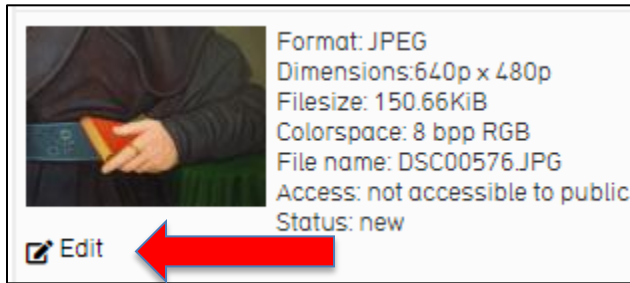 Format: JPEG
Dimensions:640p x 480p
Filesize: 150.66KiB
Colorspace: 8 bpp RGB
File name: DSC00576.JPG
Access: not accessible to public
Status: new
Edit